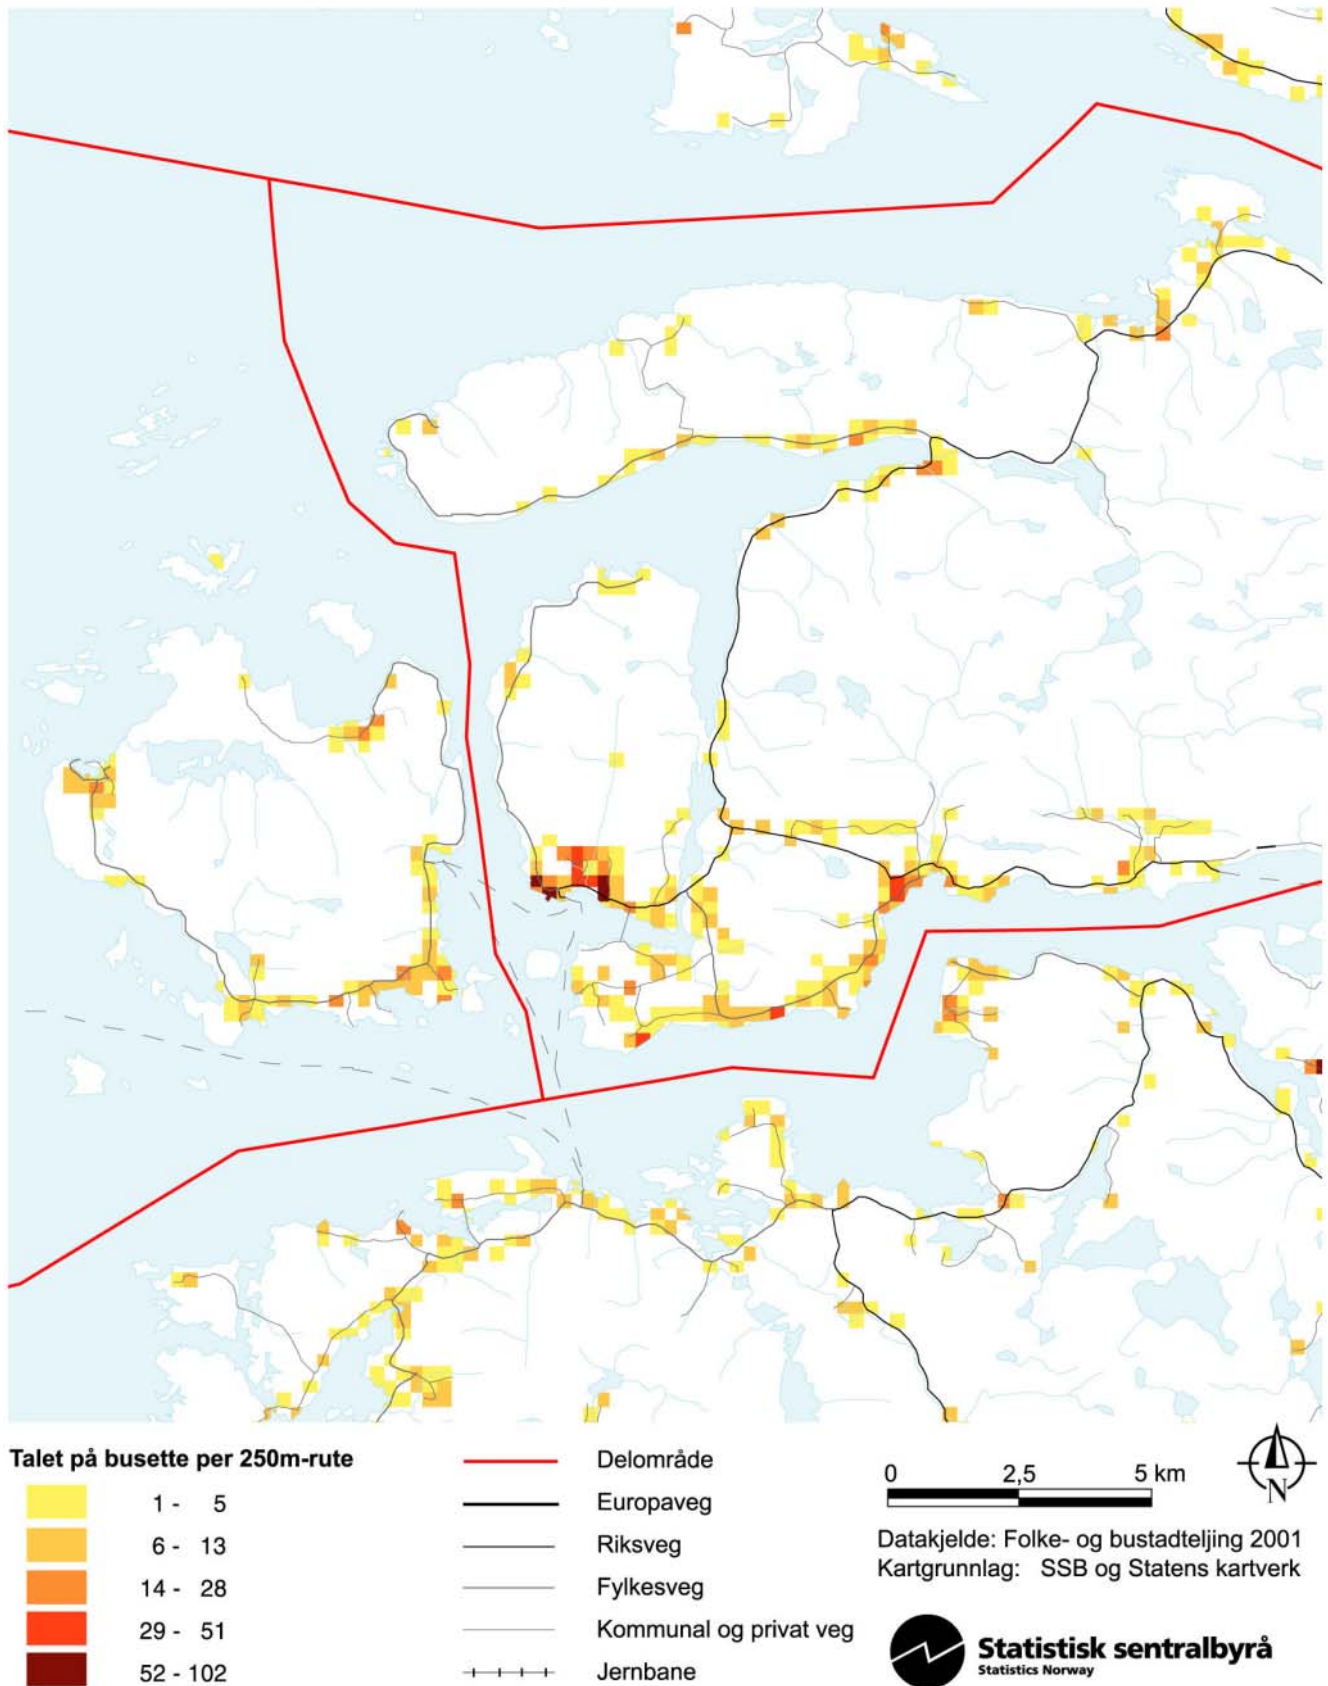 Talet på busette per 250m-rute
1 - 5
6 - 13
14 - 28
29 - 51
52 - 102
Delområde
Europaveg
Riksveg
Fylkesveg
Kommunal og privat veg
Jernbane
0 2,5 5 km
N
Datakjelde: Folke- og bustadteljing 2001
Kartgrunnlag: SSB og Statens kartverk
Statistisk sentralbyrå
Statistics Norway